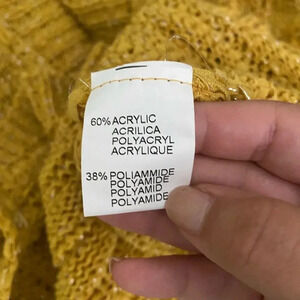 60% ACRYLIC
ACRILICA
POLYACRYL
ACRYLIQUE
38% POLIAMMIDE
POLYAMIDE
POLYAMID
POLYAMIDE